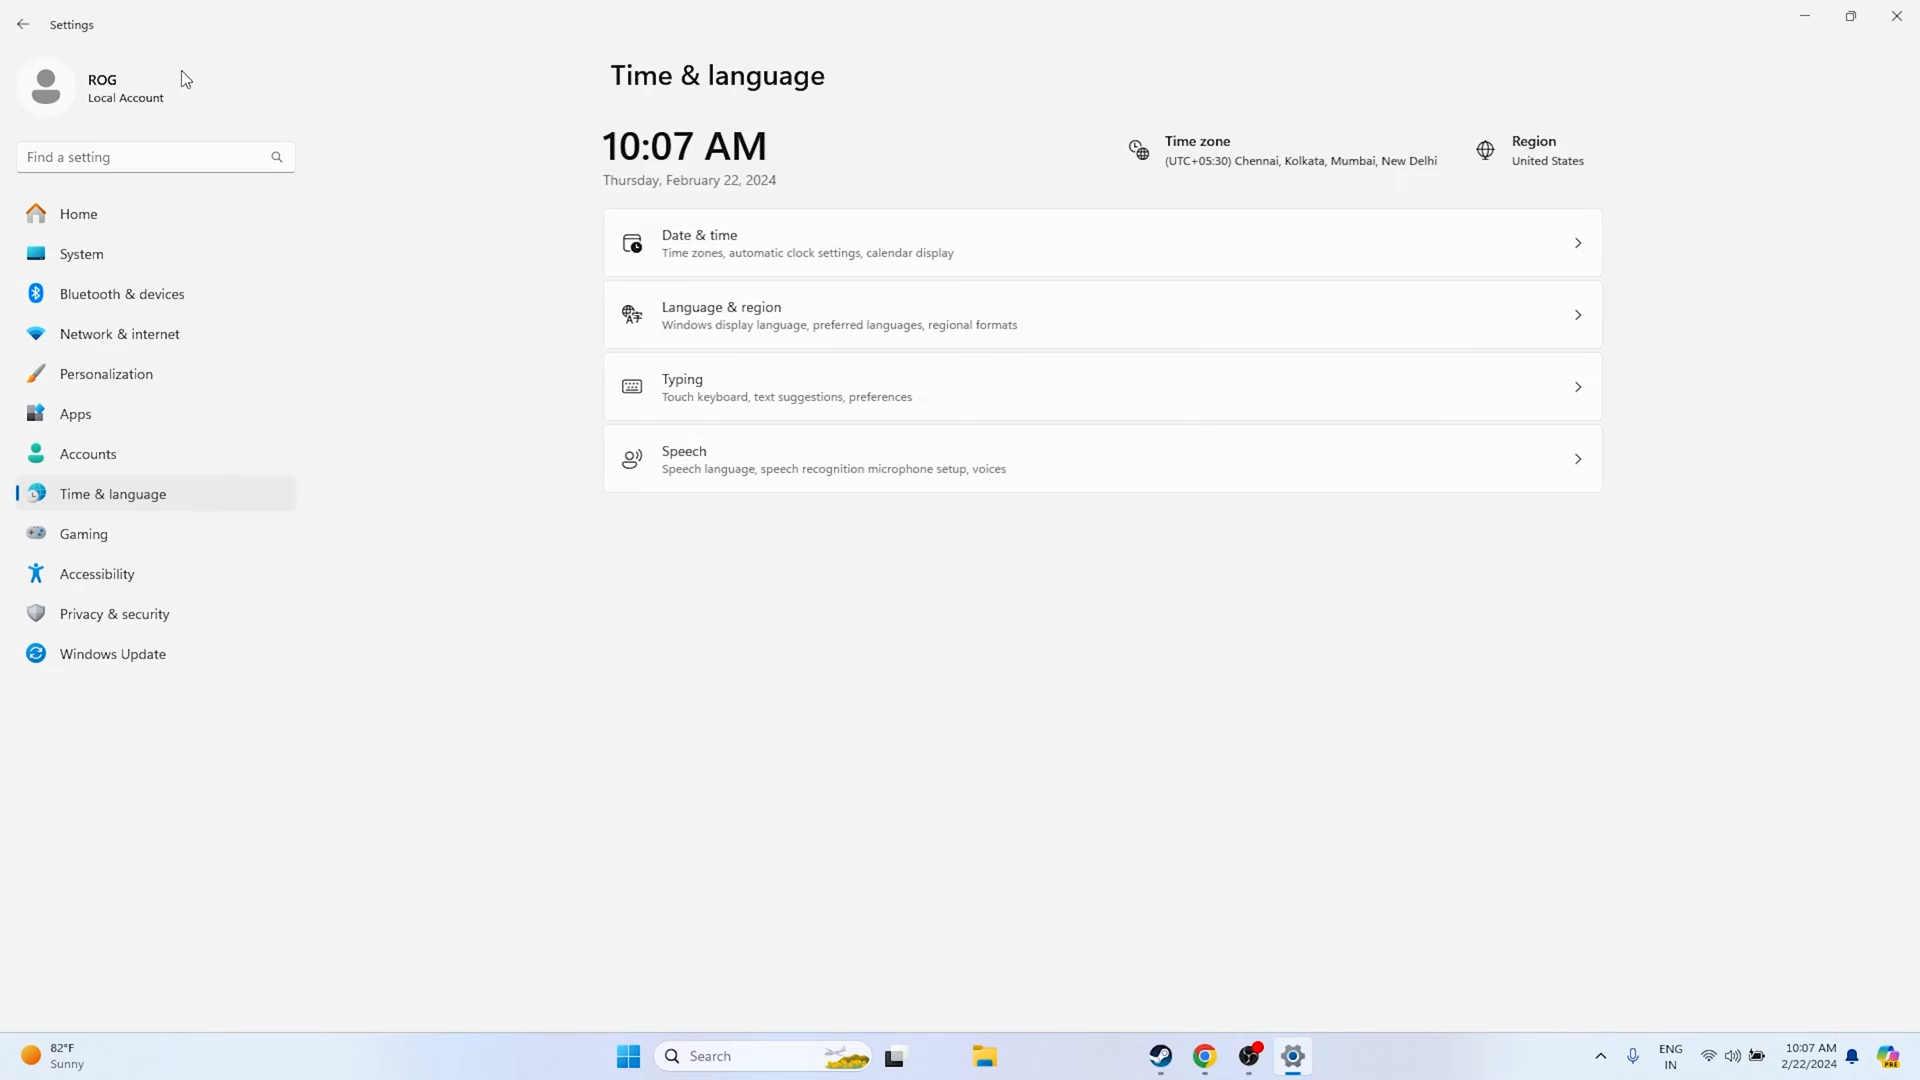 Settings
ROG
Local Account
Find a setting
Home
System
Bluetooth & devices
Network & internet
Personalization
Apps
Accounts
Time & language
Gaming
Accessibility
Privacy & security
Windows Update
Time & language
10:07 AM
Thursday, February 22, 2024
Time zone
(UTC+05:30) Chennai, Kolkata, Mumbai, New Delhi
Region
United States
Date & time
Time zones, automatic clock settings, calendar display
Language & region
Windows display language, preferred languages, regional formats
Typing
Touch keyboard, text suggestions, preferences
Speech
Speech language, speech recognition microphone setup, voices
82°F
Sunny
Search
ENG
IN
10:07 AM
2/22/2024
PRE